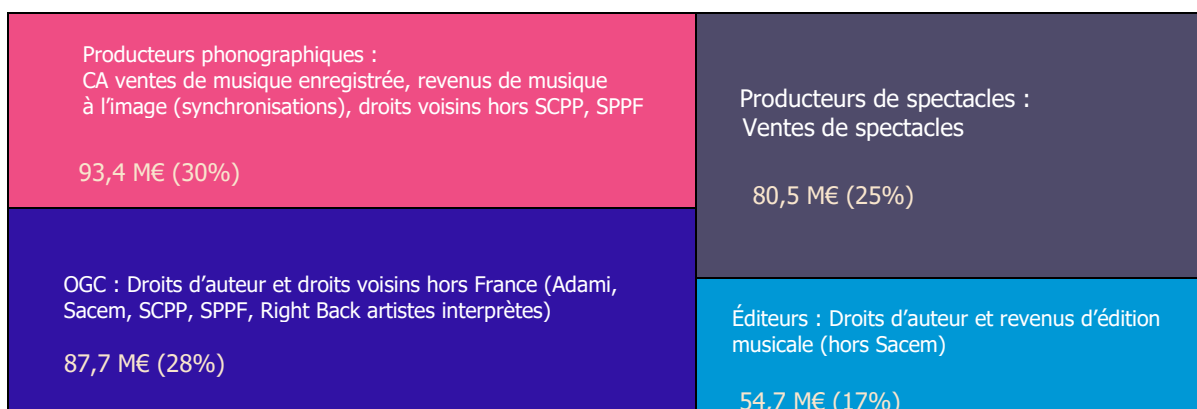 Producteurs phonographiques :
CA ventes de musique enregistrée, revenus de musique
à l’image (synchronisations), droits voisins hors SCPP, SPPF
93,4 M€ (30%)
Producteurs de spectacles :
Ventes de spectacles
80,5 M€ (25%)
OGC : Droits d’auteur et droits voisins hors France (Adami,
Sacem, SCPP, SPPF, Right Back artistes interprètes)
87,7 M€ (28%)
Éditeurs : Droits d’auteur et revenus d’édition
musicale (hors Sacem)
54,7 M€ (17%)